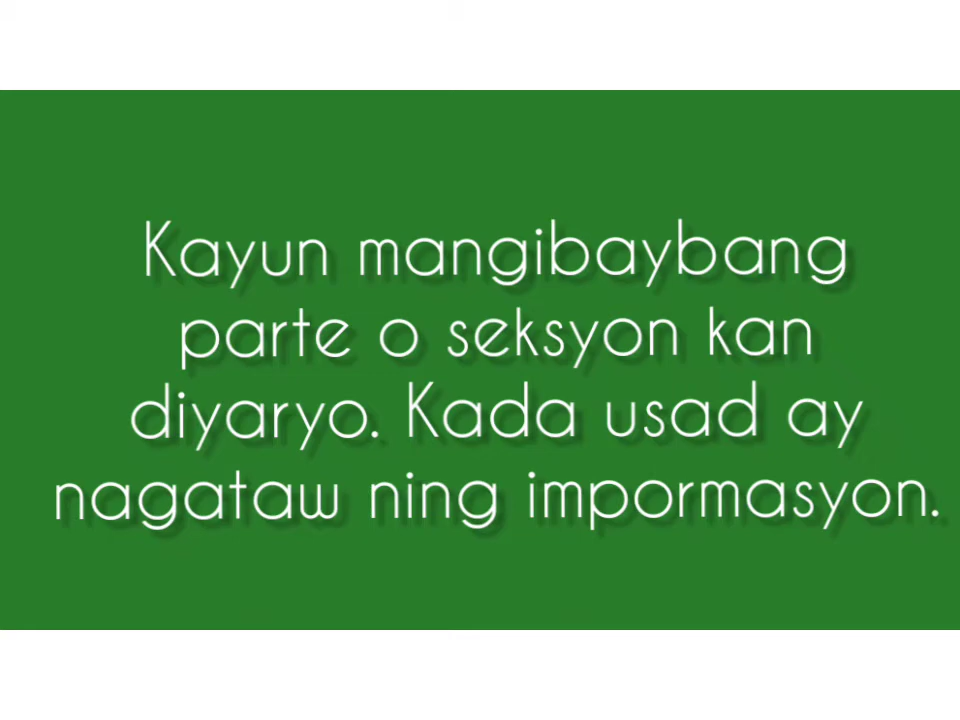 Kayun mangibaybang
parte o seksyon kan
diyaryo. Kada usad ay
nagataw ning impormasyon.